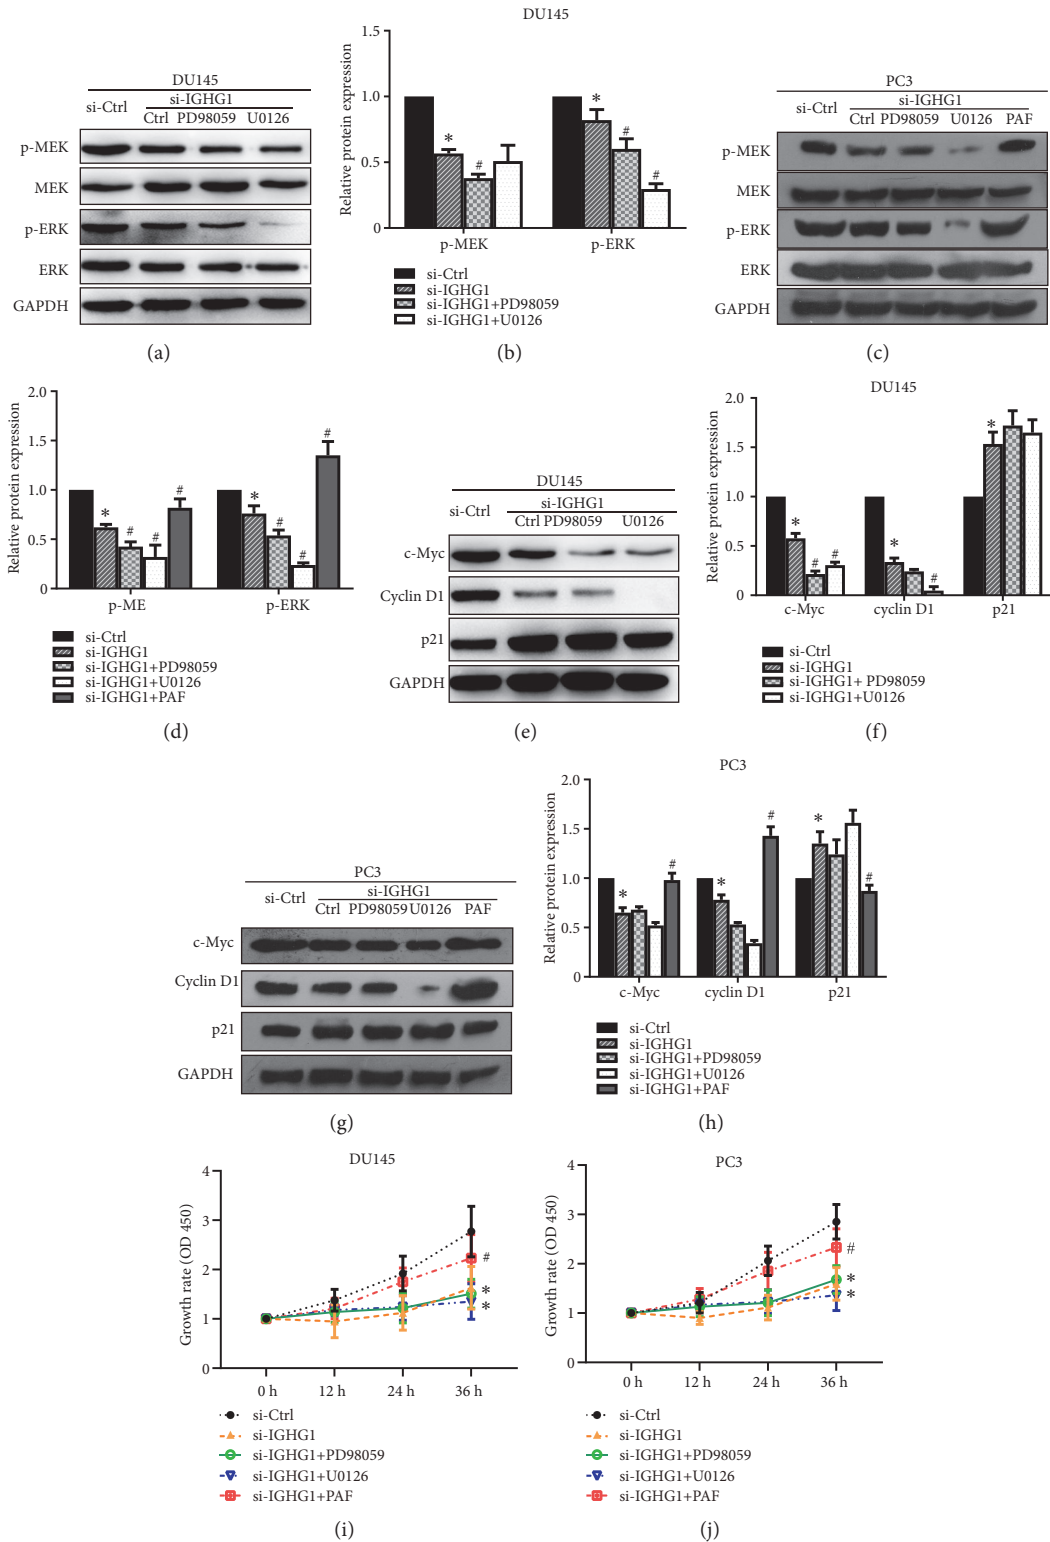 DU145
si-Ctrl
si-IGHG1
Ctrl PD98059 U0126
p-MEK
MEK
p-ERK
ERK
GAPDH
(a)
DU145
Relative protein expression
1.5
1.0
0.5
0
*
#
*
#
#
p-MEK
p-ERK
si-Ctrl
si-IGHG1
si-IGHG1+PD98059
si-IGHG1+U0126
(b)
PC3
si-Ctrl
si-IGHG1
Ctrl PD98059 U0126 PAF
p-MEK
MEK
p-ERK
ERK
GAPDH
(c)
Relative protein expression
2.0
1.5
1.0
0.5
0
*
#
#
#
*
#
#
#
p-ME
p-ERK
si-Ctrl
si-IGHG1
si-IGHG1+PD98059
si-IGHG1+U0126
si-IGHG1+PAF
(d)
DU145
si-Ctrl
si-IGHG1
Ctrl PD98059 U0126
c-Myc
Cyclin D1
p21
GAPDH
(e)
DU145
Relative protein expression
2.0
1.5
1.0
0.5
0
*
#
#
*
#
*
c-Myc
cyclin D1
p21
si-Ctrl
si-IGHG1
si-IGHG1+ PD98059
si-IGHG1+U0126
(f)
PC3
si-Ctrl
si-IGHG1
Ctrl PD98059 U0126 PAF
c-Myc
Cyclin D1
p21
GAPDH
(g)
PC3
Relative protein expression
2.0
1.5
1.0
0.5
0
*
#
*
#
*
#
c-Myc
cyclin D1
p21
si-Ctrl
si-IGHG1
si-IGHG1+PD98059
si-IGHG1+U0126
si-IGHG1+PAF
(h)
DU145
Growth rate (OD 450)
4
3
2
1
0
#
*
*
0 h
12 h
24 h
36 h
si-Ctrl
si-IGHG1
si-IGHG1+PD98059
si-IGHG1+U0126
si-IGHG1+PAF
(i)
PC3
Growth rate (OD 450)
4
3
2
1
0
#
*
*
0 h
12 h
24 h
36 h
si-Ctrl
si-IGHG1
si-IGHG1+PD98059
si-IGHG1+U0126
si-IGHG1+PAF
(j)